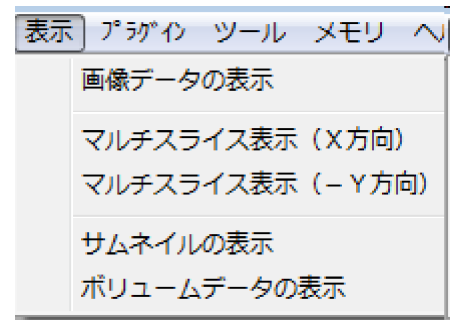 表示 プラグイン ツール メモリ ヘ
画像データの表示
マルチスライス表示（X方向）
マルチスライス表示（－Y方向）
サムネイルの表示
ボリュームデータの表示